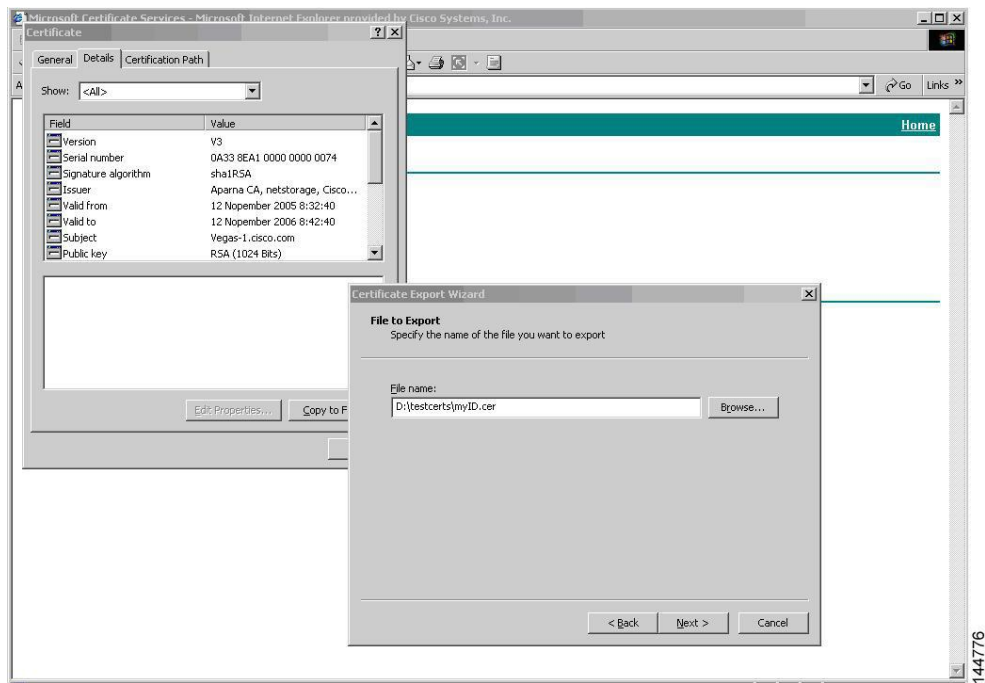 Microsoft Certificate Services - Microsoft Internet Explorer provided by Cisco Systems, Inc.
Certificate
General Details Certification Path
Show: <All>
Go Links »
Home
Field Value
Version V3
Serial number 0A33 8EA1 0000 0000 0074
Signature algorithm sha1RSA
Issuer Aparna CA, netstorage, Cisco...
Valid from 12 Nopember 2005 8:32:40
Valid to 12 Nopember 2006 8:42:40
Subject Vegas-1.cisco.com
Public key RSA (1024 Bits)
Edit Properties... Copy to F
Certificate Export Wizard
File to Export
Specify the name of the file you want to export
File name:
D:\testcerts\myID.cer Browse...
< Back Next > Cancel
144776